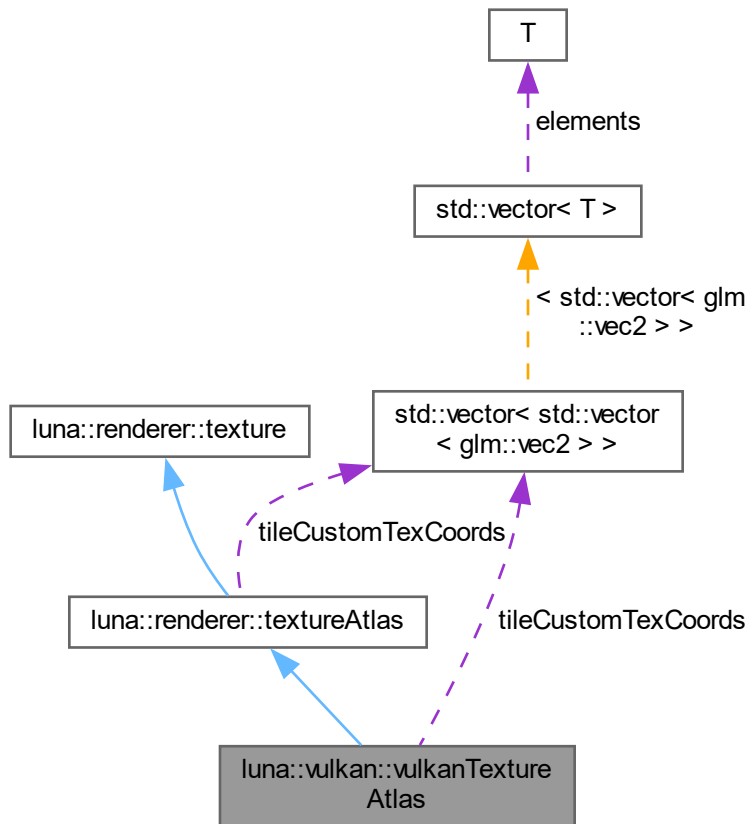 T
elements
std::vector< T >
< std::vector< glm
::vec2 > >
luna::renderer::texture
std::vector< std::vector
< glm::vec2 > >
tileCustomTexCoords
luna::renderer::textureAtlas
tileCustomTexCoords
luna::vulkan::vulkanTexture
Atlas